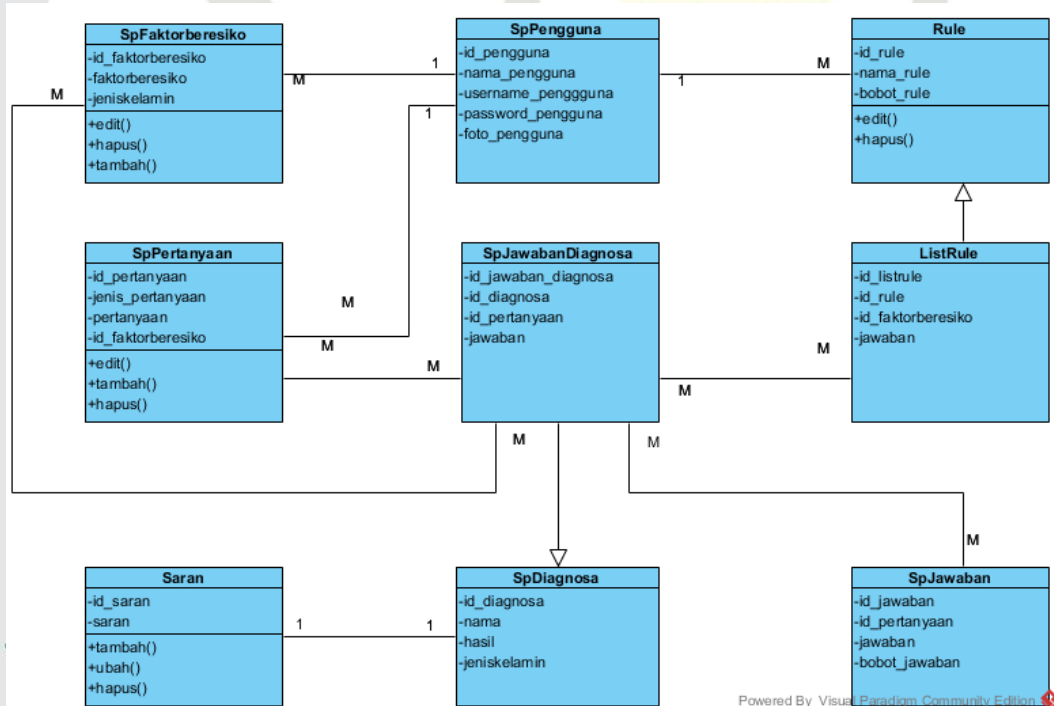 SpFaktorberesiko
-id_faktorberesiko
-faktorberesiko
-jeniskelamin
+edit()
+hapus()
+tambah()
SpPengguna
-id_pengguna
-nama_pengguna
-username_penggguna
-password_pengguna
-foto_pengguna
Rule
-id_rule
-nama_rule
-bobot_rule
+edit()
+hapus()
M
M
1
1
1
M
SpPertanyaan
-id_pertanyaan
-jenis_pertanyaan
-pertanyaan
-id_faktorberesiko
+edit()
+tambah()
+hapus()
SpJawabanDiagnosa
-id_jawaban_diagnosa
-id_diagnosa
-id_pertanyaan
-jawaban
ListRule
-id_listrule
-id_rule
-id_faktorberesiko
-jawaban
M
M
M
M
M
M
M
M
Saran
-id_saran
-saran
+tambah()
+ubah()
+hapus()
1
1
SpDiagnosa
-id_diagnosa
-nama
-hasil
-jeniskelamin
SpJawaban
-id_jawaban
-id_pertanyaan
-jawaban
-bobot_jawaban
Powered By Visual Paradigm Community Edition